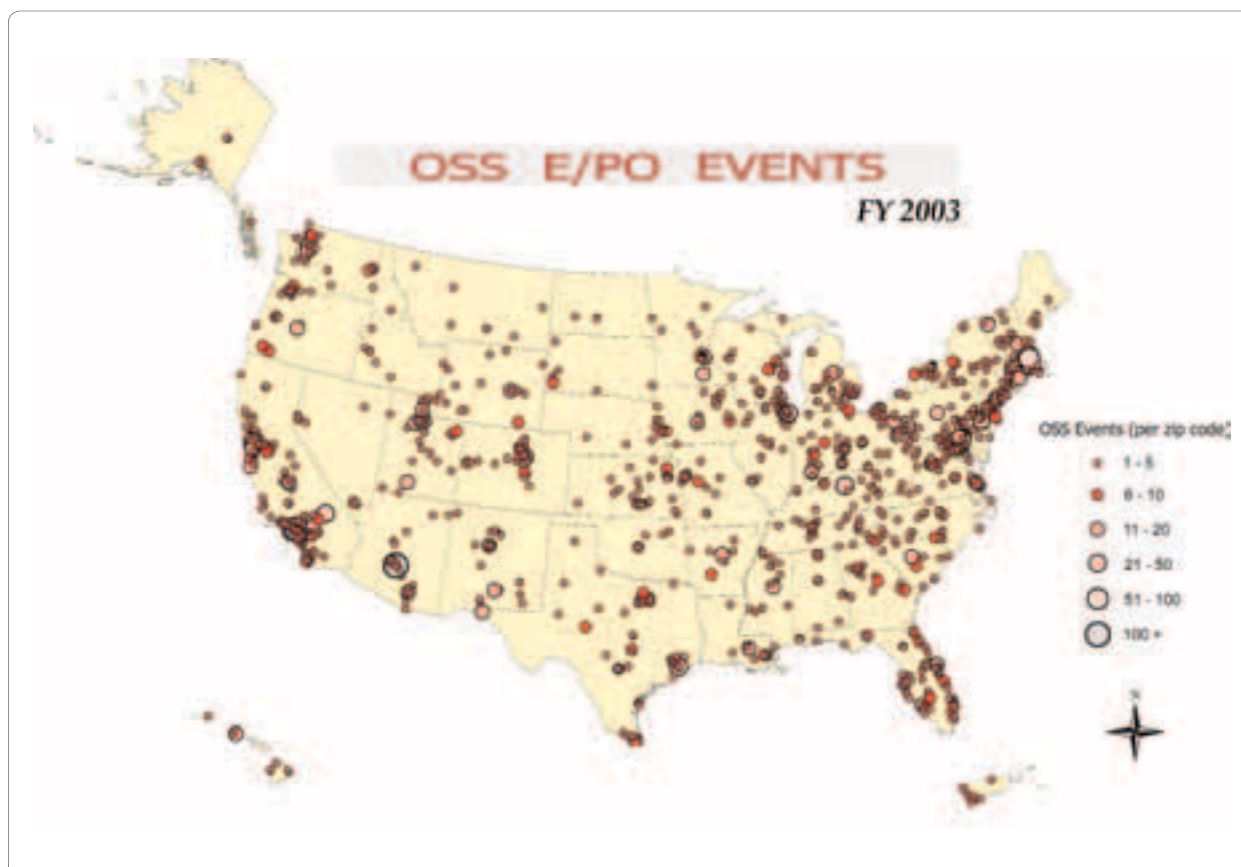 OSS E/PO EVENTS
FY 2003
OSS Events (per zip code)
1 - 5
6 - 10
11 - 20
21 - 50
51 - 100
100 +
N